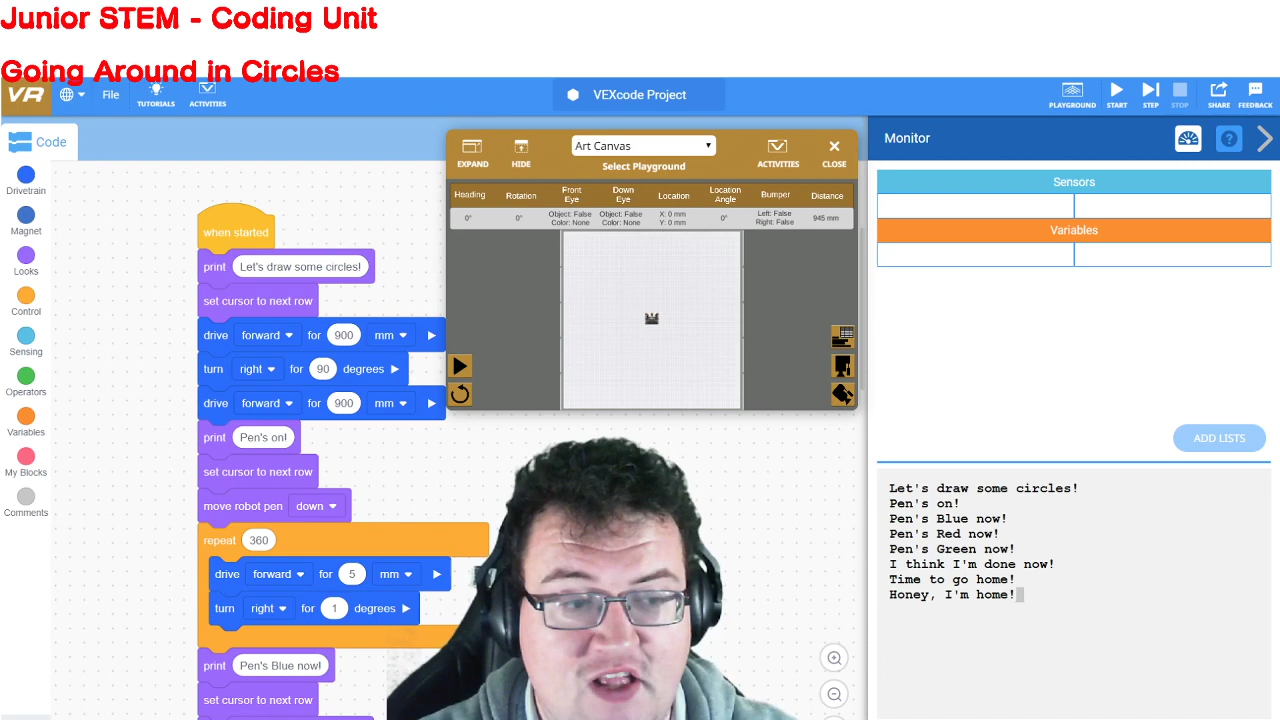 Junior STEM - Coding Unit
Going Around in Circles
VR
File
TUTORIALS
ACTIVITIES
VEXcode Project
PLAYGROUND
START
STEP
STOP
SHARE
FEEDBACK
Code
Drivetrain
Magnet
Looks
Control
Sensing
Operators
Variables
My Blocks
Comments
when started
print Let's draw some circles!
set cursor to next row
drive forward for 900 mm
turn right for 90 degrees
drive forward for 900 mm
print Pen's on!
set cursor to next row
move robot pen down
repeat 360
drive forward for 5 mm
turn right for 1 degrees
print Pen's Blue now!
set cursor to next row
EXPAND
HIDE
Art Canvas
Select Playground
ACTIVITIES
CLOSE
Heading Rotation Front Eye Down Eye Location Location Angle Bumper Distance
0° 0° Object: False Object: False X: 0 mm 0° Left: False 945 mm
Color: None Color: None Y: 0 mm Right: False
Monitor
?
Sensors
Variables
ADD LISTS
Let's draw some circles!
Pen's on!
Pen's Blue now!
Pen's Red now!
Pen's Green now!
I think I'm done now!
Time to go home!
Honey, I'm home!